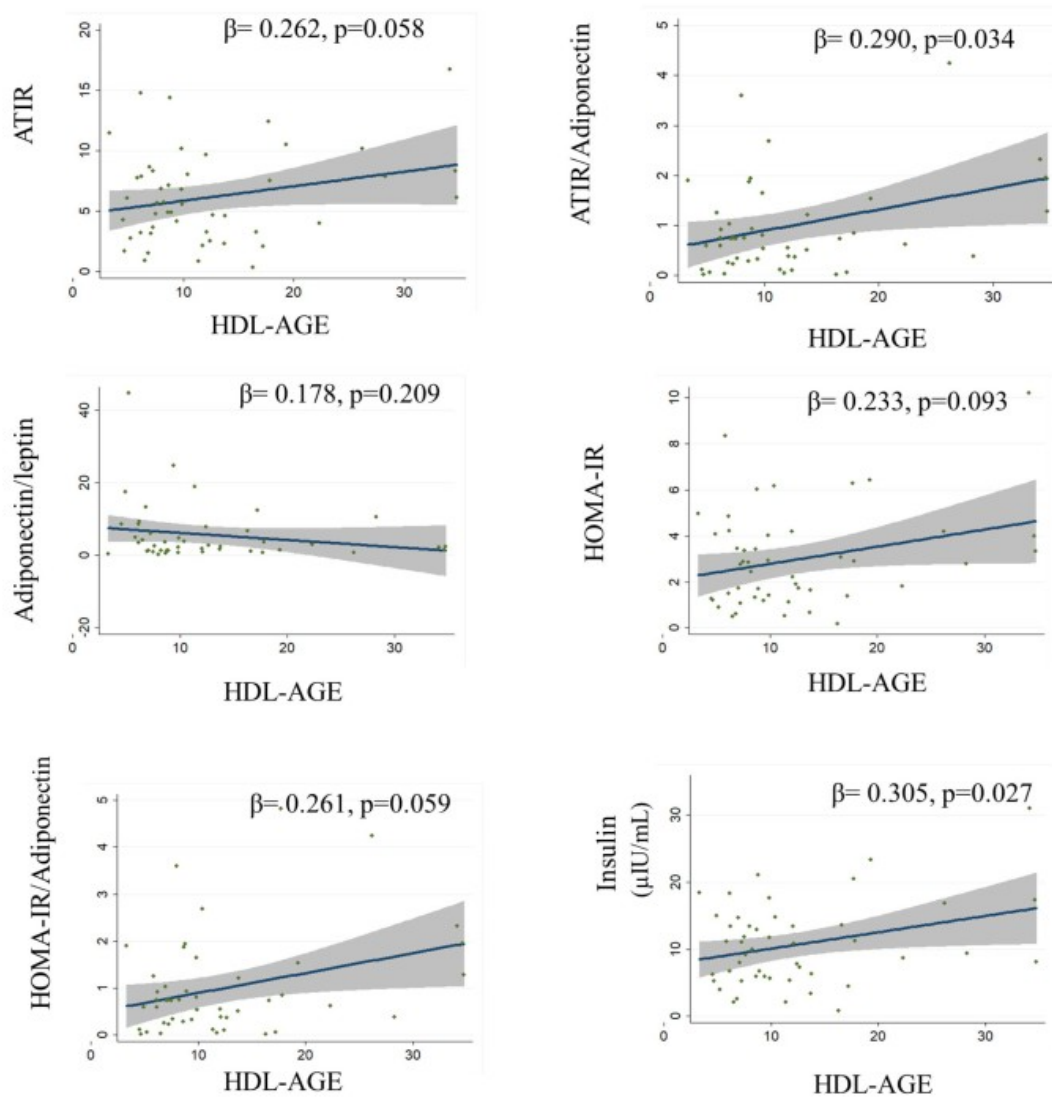 β= 0.262, p=0.058
ATIR
20
15
10
5
0
0 10 20 30
HDL-AGE
β= 0.290, p=0.034
ATIR/Adiponectin
5
4
3
2
1
0
0 10 20 30
HDL-AGE
β= 0.178, p=0.209
Adiponectin/leptin
40
20
0
-20
0 10 20 30
HDL-AGE
β= 0.233, p=0.093
HOMA-IR
10
8
6
4
2
0
0 10 20 30
HDL-AGE
β= 0.261, p=0.059
HOMA-IR/Adiponectin
5
4
3
2
1
0
0 10 20 30
HDL-AGE
β= 0.305, p=0.027
Insulin
(μIU/mL)
30
20
10
0
0 10 20 30
HDL-AGE